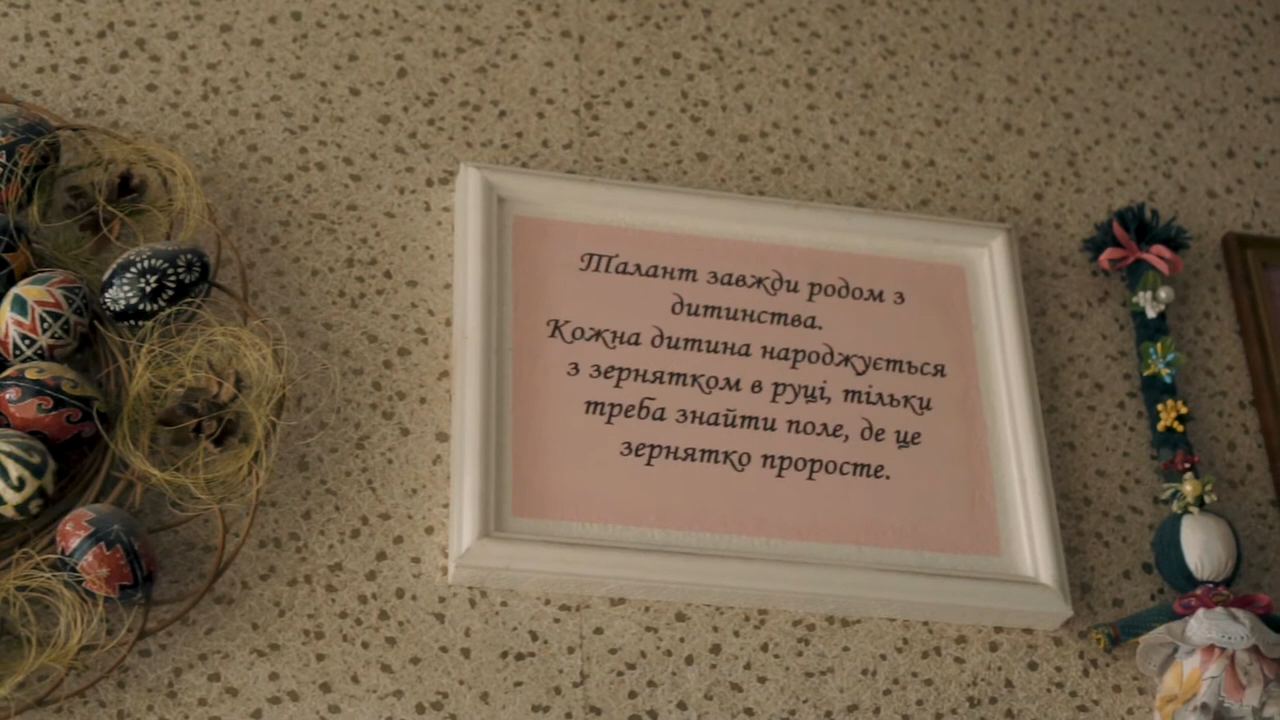 Талант завжди родом з
дитинства.
Кожна дитина народжується
з зернятком в руці, тільки
треба знайти поле, де це
зернятко проросте.